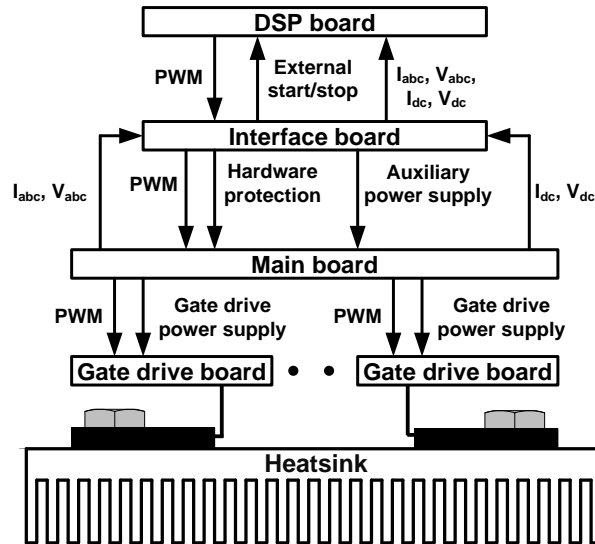 DSP board
PWM
External
start/stop
Iabc, Vabc,
Idc, Vdc
Interface board
Iabc, Vabc
PWM
Hardware
protection
Auxiliary
power supply
Idc, Vdc
Main board
PWM
Gate drive
power supply
PWM
Gate drive
power supply
Gate drive board
Gate drive board
Heatsink